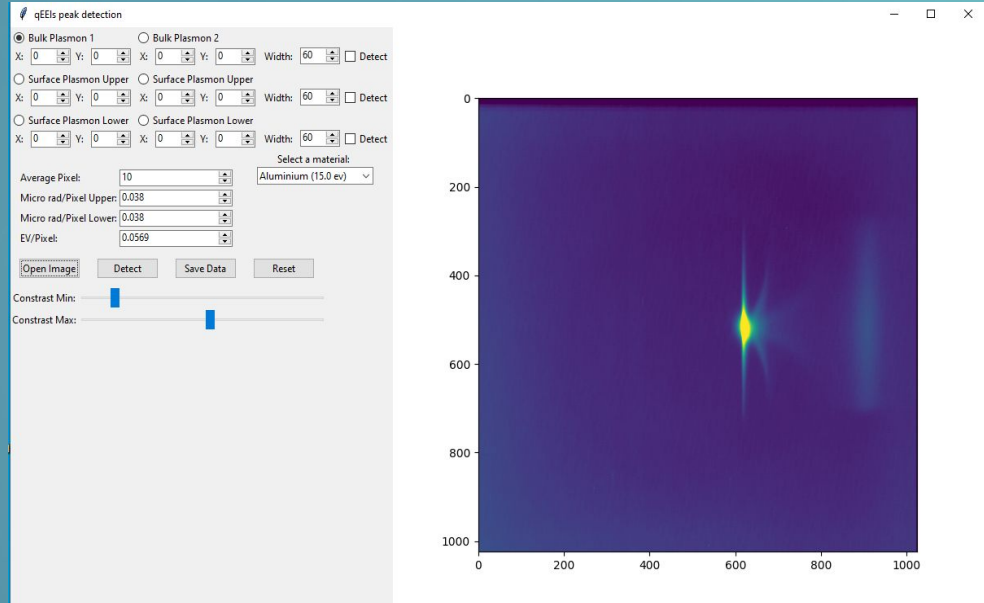 qEEls peak detection
Bulk Plasmon 1 Bulk Plasmon 2
X: 0 Y: 0 X: 0 Y: 0 Width: 60 Detect
Surface Plasmon Upper Surface Plasmon Upper
X: 0 Y: 0 X: 0 Y: 0 Width: 60 Detect
Surface Plasmon Lower Surface Plasmon Lower
X: 0 Y: 0 X: 0 Y: 0 Width: 60 Detect
Select a material:
Average Pixel: 10 Aluminium (15.0 ev)
Micro rad/Pixel Upper: 0.038
Micro rad/Pixel Lower: 0.038
EV/Pixel: 0.0569
Open Image Detect Save Data Reset
Constrast Min:
Constrast Max:
0
200
400
600
800
1000
0 200 400 600 800 1000